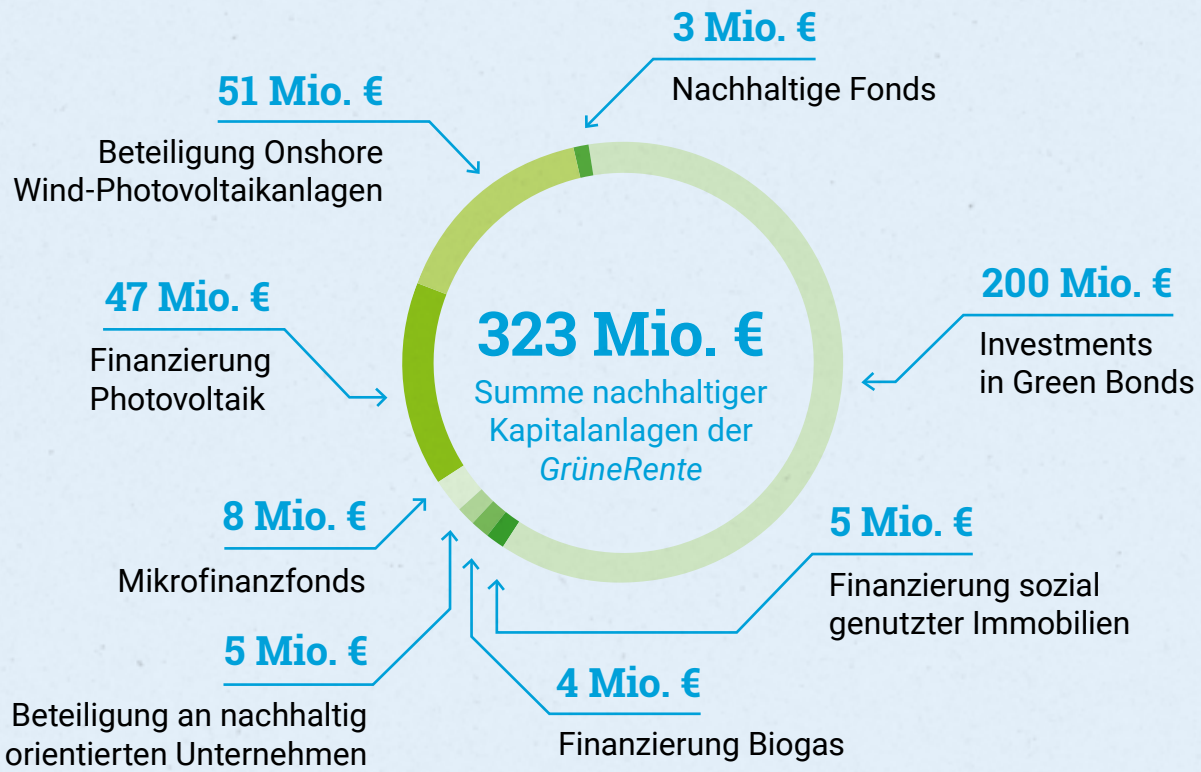 3 Mio. €
Nachhaltige Fonds
51 Mio. €
Beteiligung Onshore
Wind-Photovoltaikanlagen
200 Mio. €
Investments
in Green Bonds
47 Mio. €
Finanzierung
Photovoltaik
323 Mio. €
Summe nachhaltiger
Kapitalanlagen der
GrüneRente
8 Mio. €
Mikrofinanzfonds
5 Mio. €
Finanzierung sozial
genutzter Immobilien
5 Mio. €
Beteiligung an nachhaltig
orientierten Unternehmen
4 Mio. €
Finanzierung Biogas